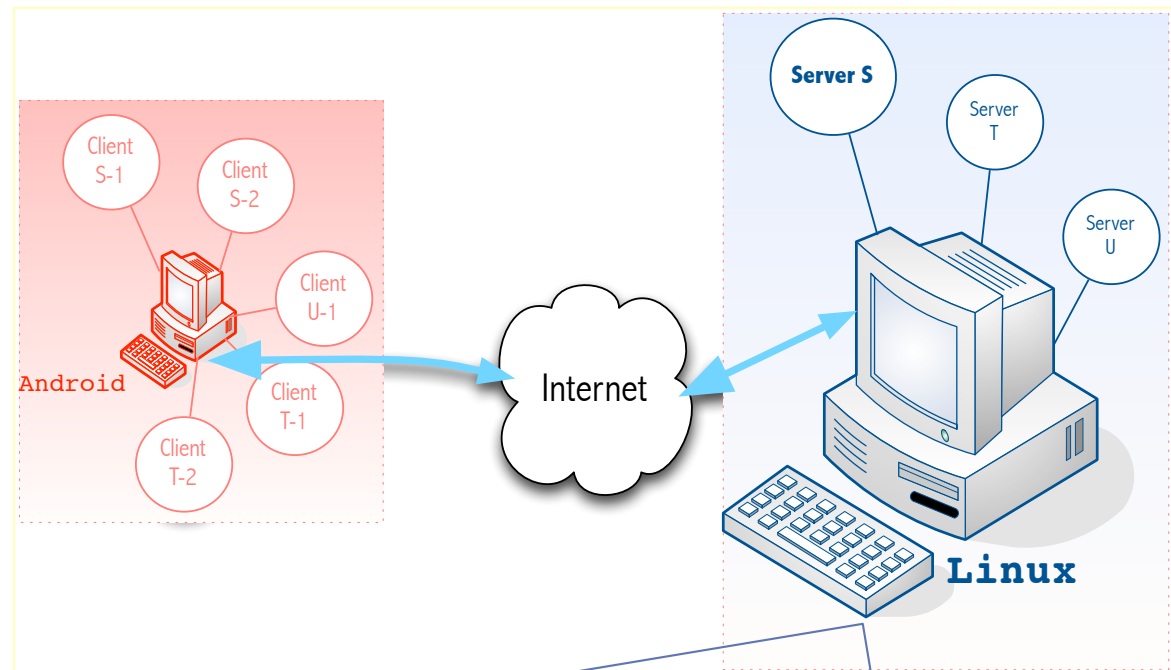 Client
S-1
Client
S-2
Client
U-1
Client
T-1
Client
T-2
Android
Internet
Server S
Server
T
Server
U
Linux